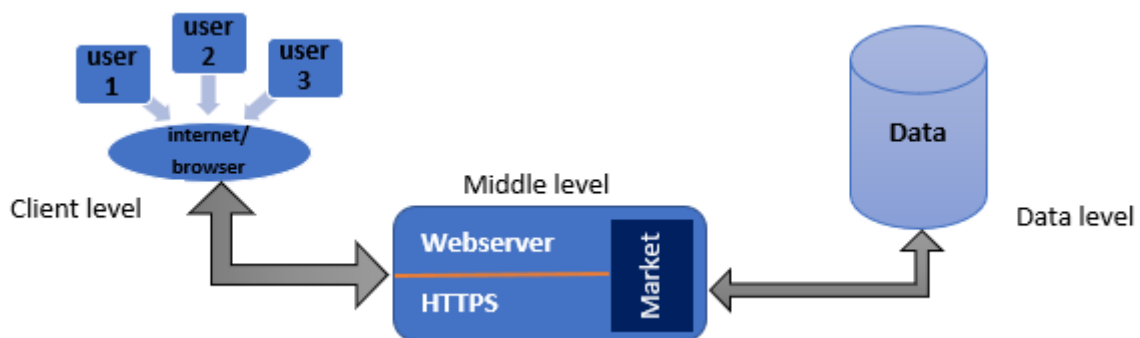 user
1
user
2
user
3
internet/
browser
Client level
Middle level
Webserver
HTTPS
Market
Data
Data level